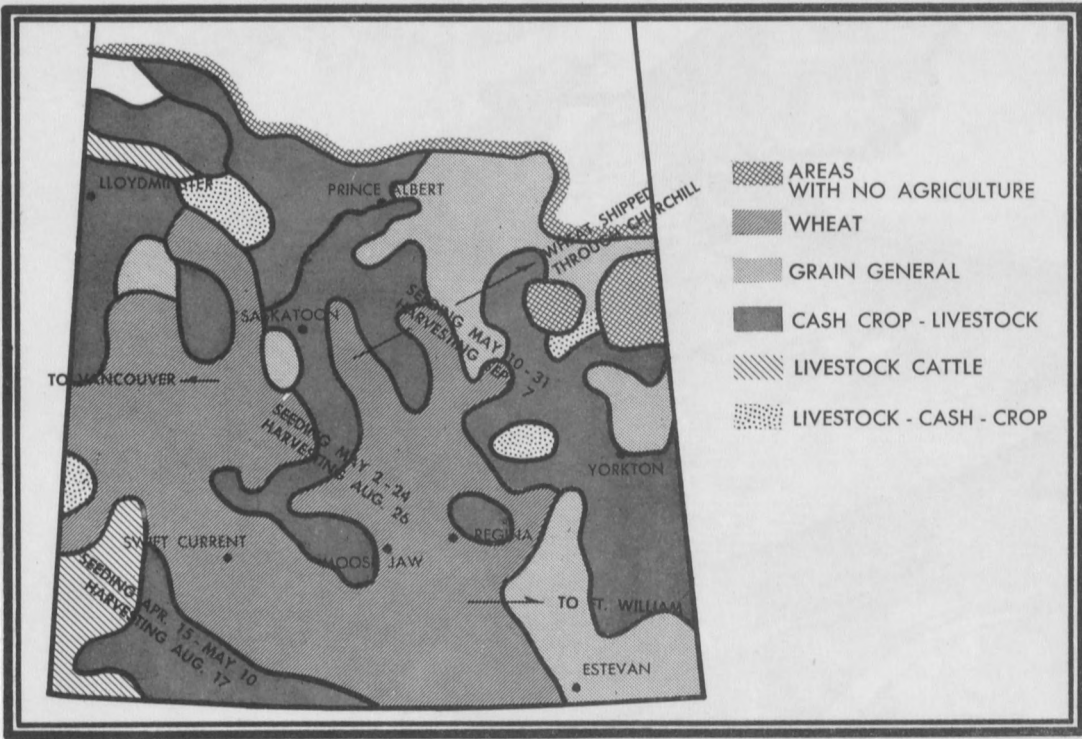 LLOYDMINSTER
PRINCE ALBERT
WHEAT SHIPPED
THROUGH CHURCHILL
SASKATOON
SEEDING MAY 10 - 31
HARVESTING SEP. 7
TO VANCOUVER
SEEDING MAY 2 - 24
HARVESTING AUG. 26
YORKTON
SWIFT CURRENT
MOOSE JAW
REGINA
SEEDING APR. 15 - MAY 10
HARVESTING AUG. 17
TO FT. WILLIAM
ESTEVAN
AREAS
WITH NO AGRICULTURE
WHEAT
GRAIN GENERAL
CASH CROP - LIVESTOCK
LIVESTOCK CATTLE
LIVESTOCK - CASH - CROP